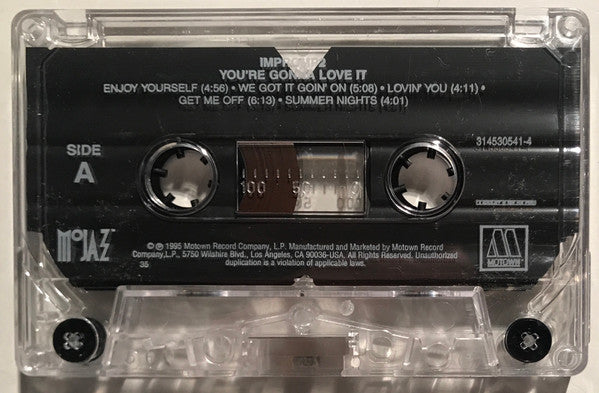 YOU'RE GONNA LOVE IT
ENJOY YOURSELF (4:56) • WE GOT IT GOIN' ON (5:08) • LOVIN' YOU (4:11) •
GET ME OFF (6:13) • SUMMER NIGHTS (4:01)
314530541-4
SIDE
A
100 50 0
MoJAZZ™
℗ © 1995 Motown Record Company, L.P. Manufactured and Marketed by Motown Record
Company, L.P., 5750 Wilshire Blvd., Los Angeles, CA 90036-USA. All Rights Reserved. Unauthorized
duplication is a violation of applicable laws.
35
M
MOTOWN